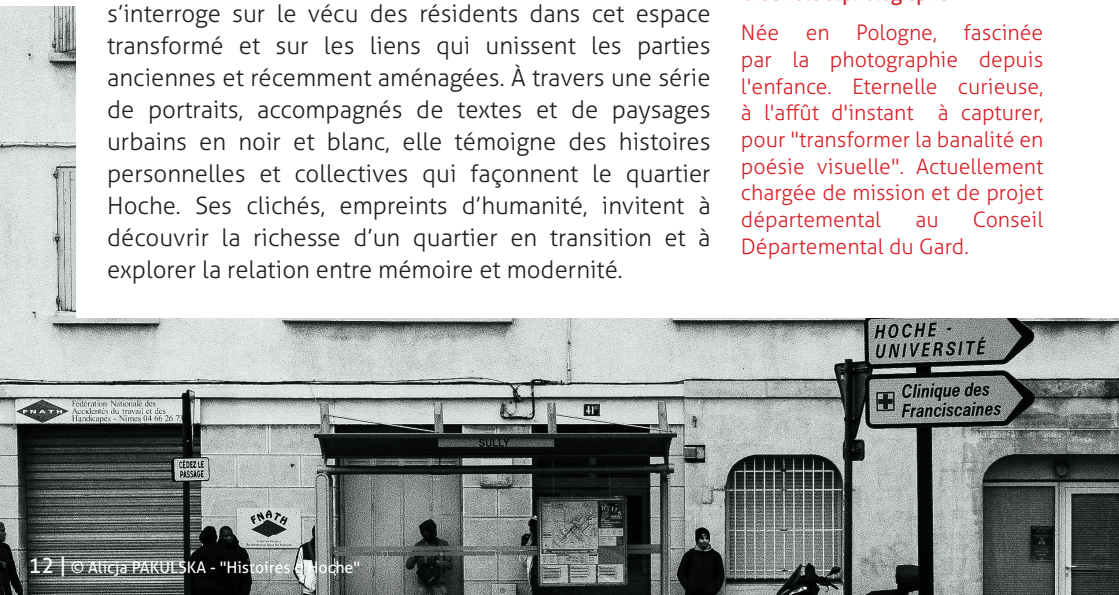 s’interroge sur le vécu des résidents dans cet espace
transformé et sur les liens qui unissent les parties
anciennes et récemment aménagées. À travers une série
de portraits, accompagnés de textes et de paysages
urbains en noir et blanc, elle témoigne des histoires
personnelles et collectives qui façonnent le quartier
Hoche. Ses clichés, empreints d’humanité, invitent à
découvrir la richesse d’un quartier en transition et à
explorer la relation entre mémoire et modernité.
Née en Pologne, fascinée
par la photographie depuis
l'enfance. Eternelle curieuse,
à l'affût d'instant à capturer,
pour "transformer la banalité en
poésie visuelle". Actuellement
chargée de mission et de projet
départemental au Conseil
Départemental du Gard.
HOCHE -
UNIVERSITÉ
Clinique des
Franciscaines
FNATH
Fédération Nationale des
Accidentés du travail et des
Handicapés - Nîmes 04 66 26 7
41
SULLY
CÉDEZ LE
PASSAGE
FNATH
12 | © Alicja PAKULSKA - "Histoires d'Hoche"